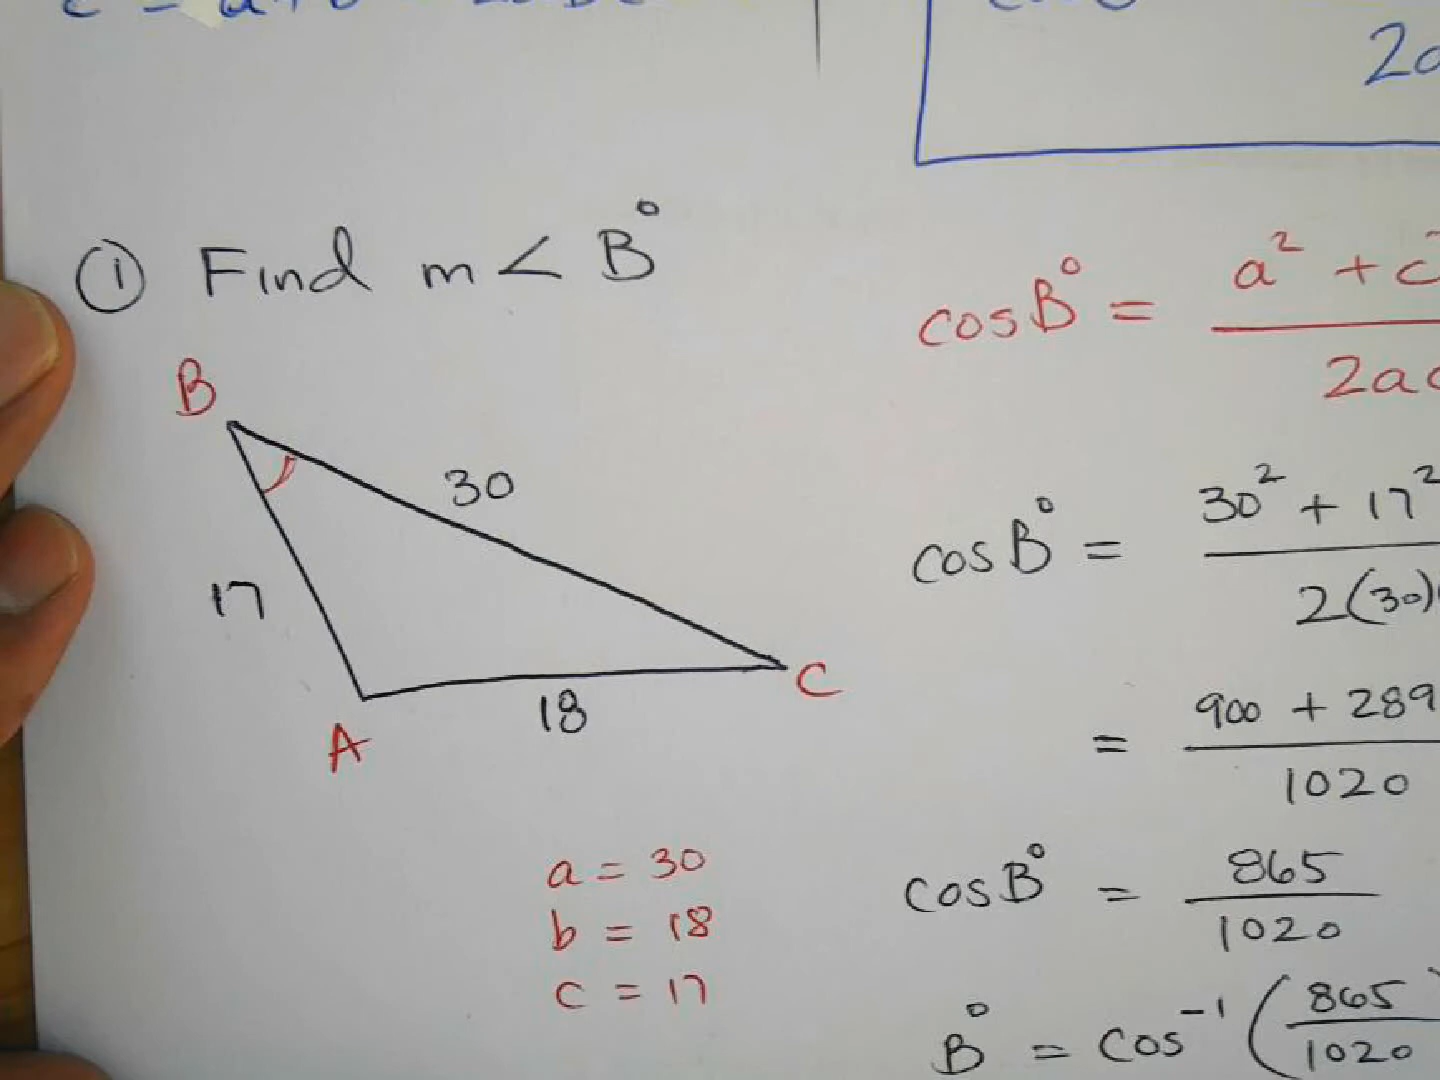 2a
① Find m < B°
cos B° = a² + c
2ac
B
30
17
18
C
A
cos B° = 30² + 17²
2(30)
= 900 + 289
1020
a = 30
b = 18
c = 17
cos B° = 865
1020
B° = cos⁻¹ ( 865
1020